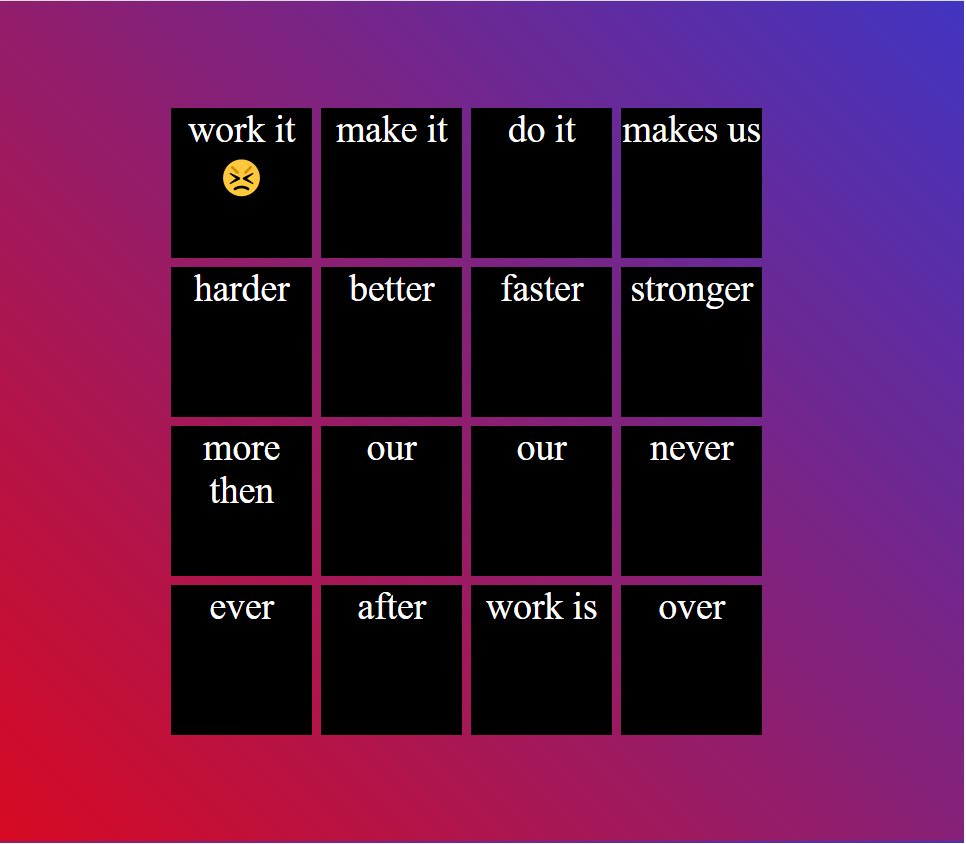 work it
😣
make it
do it
makes us
harder
better
faster
stronger
more
then
our
our
never
ever
after
work is
over